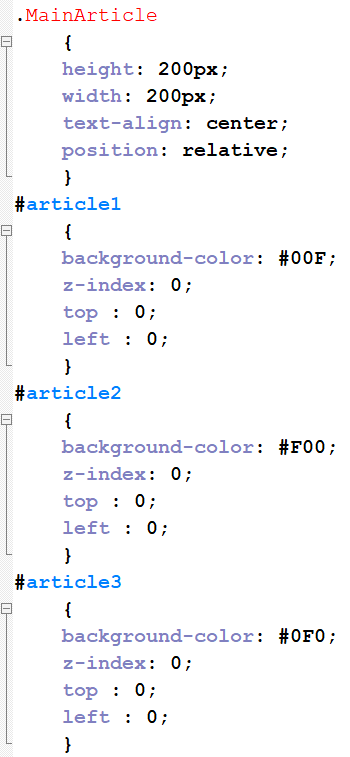 .MainArticle
{
height: 200px;
width: 200px;
text-align: center;
position: relative;
}
#article1
{
background-color: #00F;
z-index: 0;
top : 0;
left : 0;
}
#article2
{
background-color: #F00;
z-index: 0;
top : 0;
left : 0;
}
#article3
{
background-color: #0F0;
z-index: 0;
top : 0;
left : 0;
}